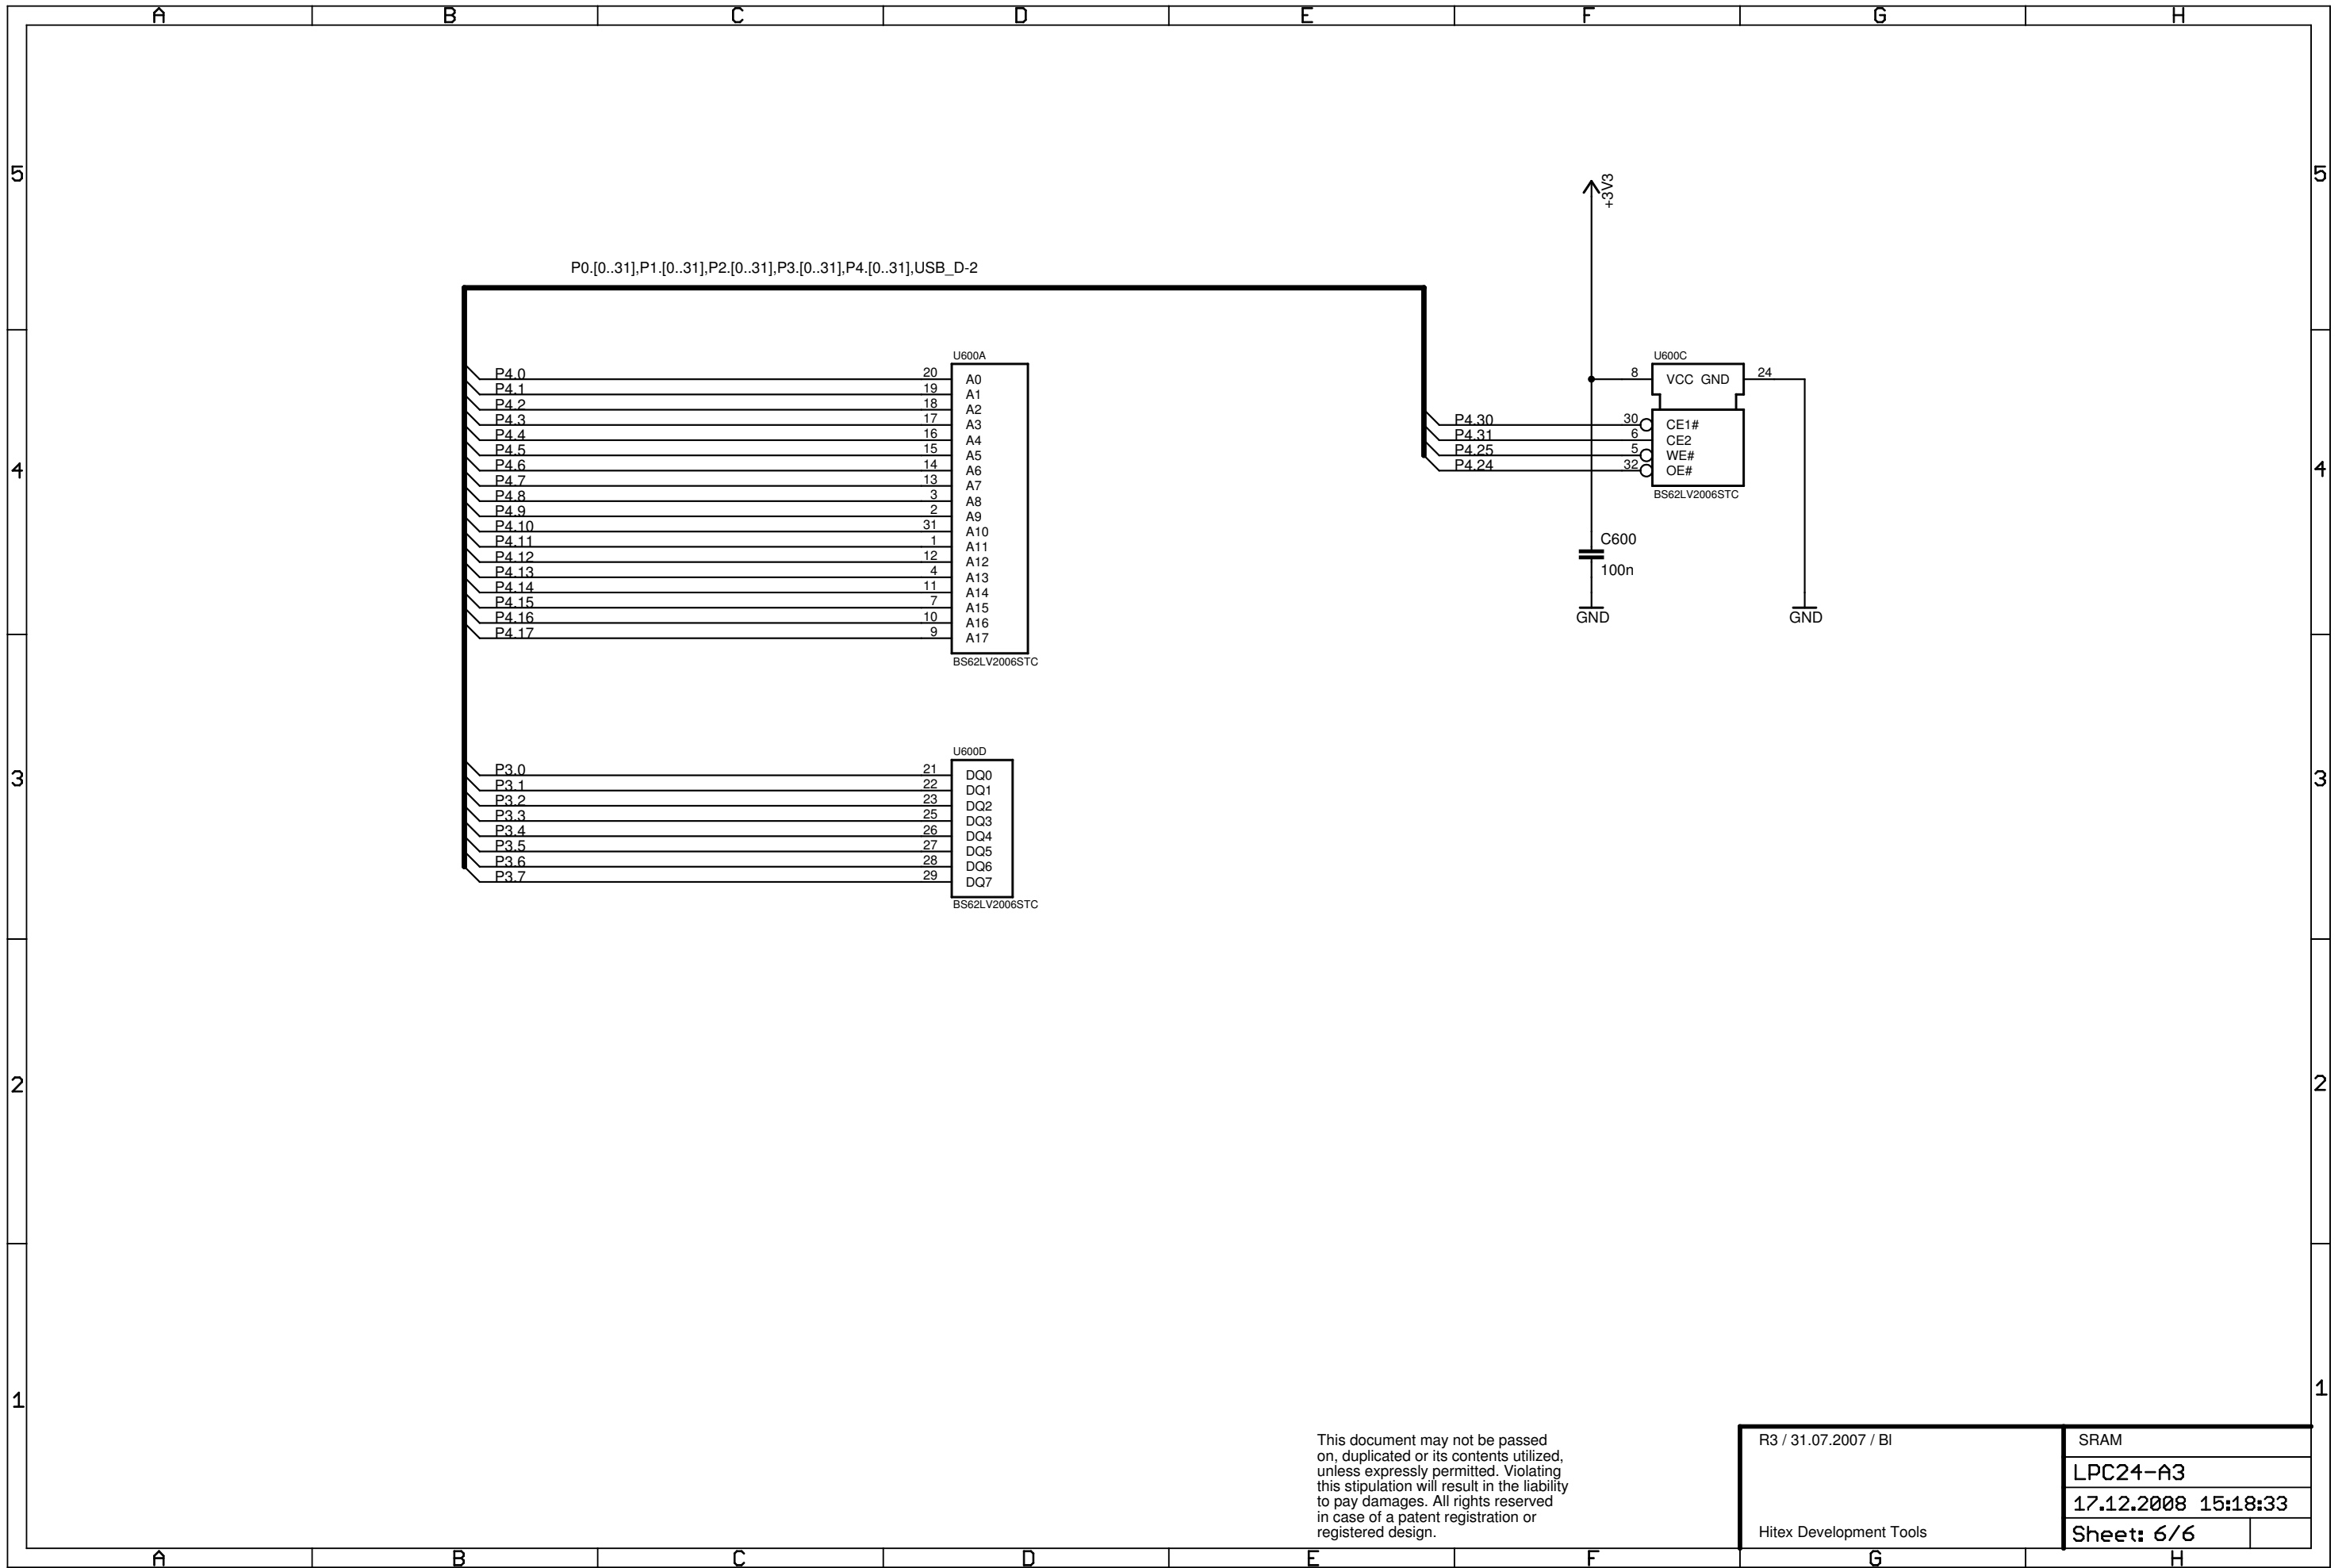 A B C D E F G H
5 5
+3V3
P0.[0..31],P1.[0..31],P2.[0..31],P3.[0..31],P4.[0..31],USB_D-2
U600A
P4.0 20 A0
P4.1 19 A1
P4.2 18 A2
P4.3 17 A3
P4.4 16 A4
P4.5 15 A5
P4.6 14 A6
P4.7 13 A7
P4.8 3 A8
P4.9 2 A9
P4.10 31 A10
P4.11 1 A11
P4.12 12 A12
P4.13 4 A13
P4.14 11 A14
P4.15 7 A15
P4.16 10 A16
P4.17 9 A17
BS62LV2006STC
U600C
8 VCC GND 24
P4.30 30 CE1#
P4.31 6 CE2
P4.25 5 WE#
P4.24 32 OE#
BS62LV2006STC
4 4
C600
100n
GND GND
U600D
P3.0 21 DQ0
P3.1 22 DQ1
P3.2 23 DQ2
P3.3 25 DQ3
P3.4 26 DQ4
P3.5 27 DQ5
P3.6 28 DQ6
P3.7 29 DQ7
BS62LV2006STC
3 3
2 2
1 1
This document may not be passed
on, duplicated or its contents utilized,
unless expressly permitted. Violating
this stipulation will result in the liability
to pay damages. All rights reserved
in case of a patent registration or
registered design.
R3 / 31.07.2007 / Bl
Hitex Development Tools
SRAM
LPC24-A3
17.12.2008 15:18:33
Sheet: 6/6
A B C D E F G H